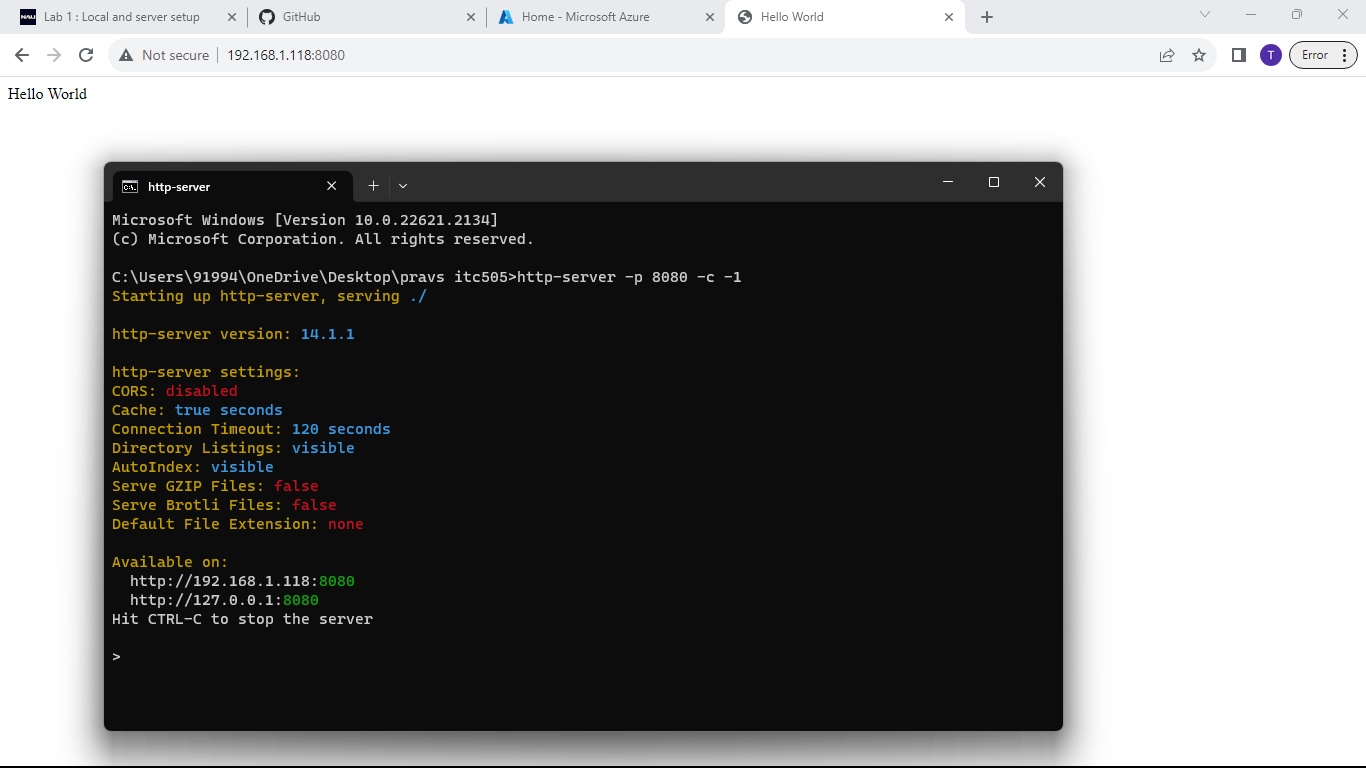 NAU Lab 1 : Local and server setup
GitHub
Home - Microsoft Azure
Hello World
Not secure 192.168.1.118:8080
T
Error
Hello World
http-server
Microsoft Windows [Version 10.0.22621.2134]
(c) Microsoft Corporation. All rights reserved.
C:\Users\91994\OneDrive\Desktop\pravs itc505>http-server -p 8080 -c -1
Starting up http-server, serving ./
http-server version: 14.1.1
http-server settings:
CORS: disabled
Cache: true seconds
Connection Timeout: 120 seconds
Directory Listings: visible
AutoIndex: visible
Serve GZIP Files: false
Serve Brotli Files: false
Default File Extension: none
Available on:
http://192.168.1.118:8080
http://127.0.0.1:8080
Hit CTRL-C to stop the server
>